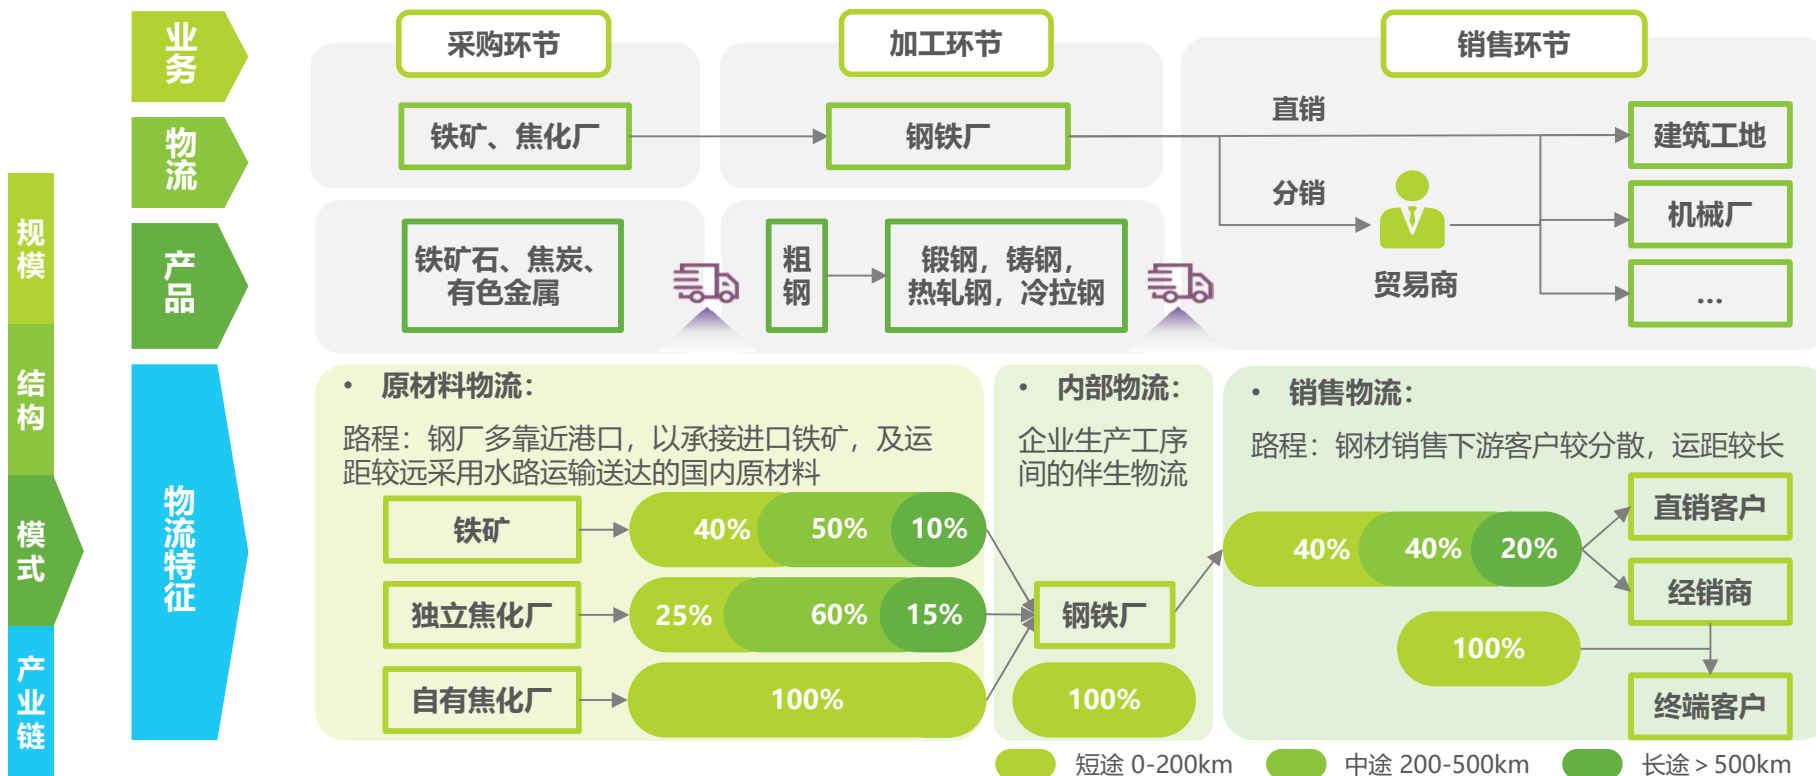 规模
结构
模式
产业链
业务
物流
产品
物流特征
采购环节
加工环节
销售环节
铁矿、焦化厂
钢铁厂
直销
分销
贸易商
建筑工地
机械厂
...
铁矿石、焦炭、
有色金属
粗钢
锻钢，铸钢，
热轧钢，冷拉钢
• 原材料物流：
路程：钢厂多靠近港口，以承接进口铁矿，及运
距较远采用水路运输送达的国内原材料
铁矿
40% 50% 10%
独立焦化厂
25% 60% 15%
自有焦化厂
100%
• 内部物流：
企业生产工序
间的伴生物流
钢铁厂
100%
• 销售物流：
路程：钢材销售下游客户较分散，运距较长
40% 40% 20%
直销客户
经销商
100%
终端客户
短途 0-200km
中途 200-500km
长途 > 500km